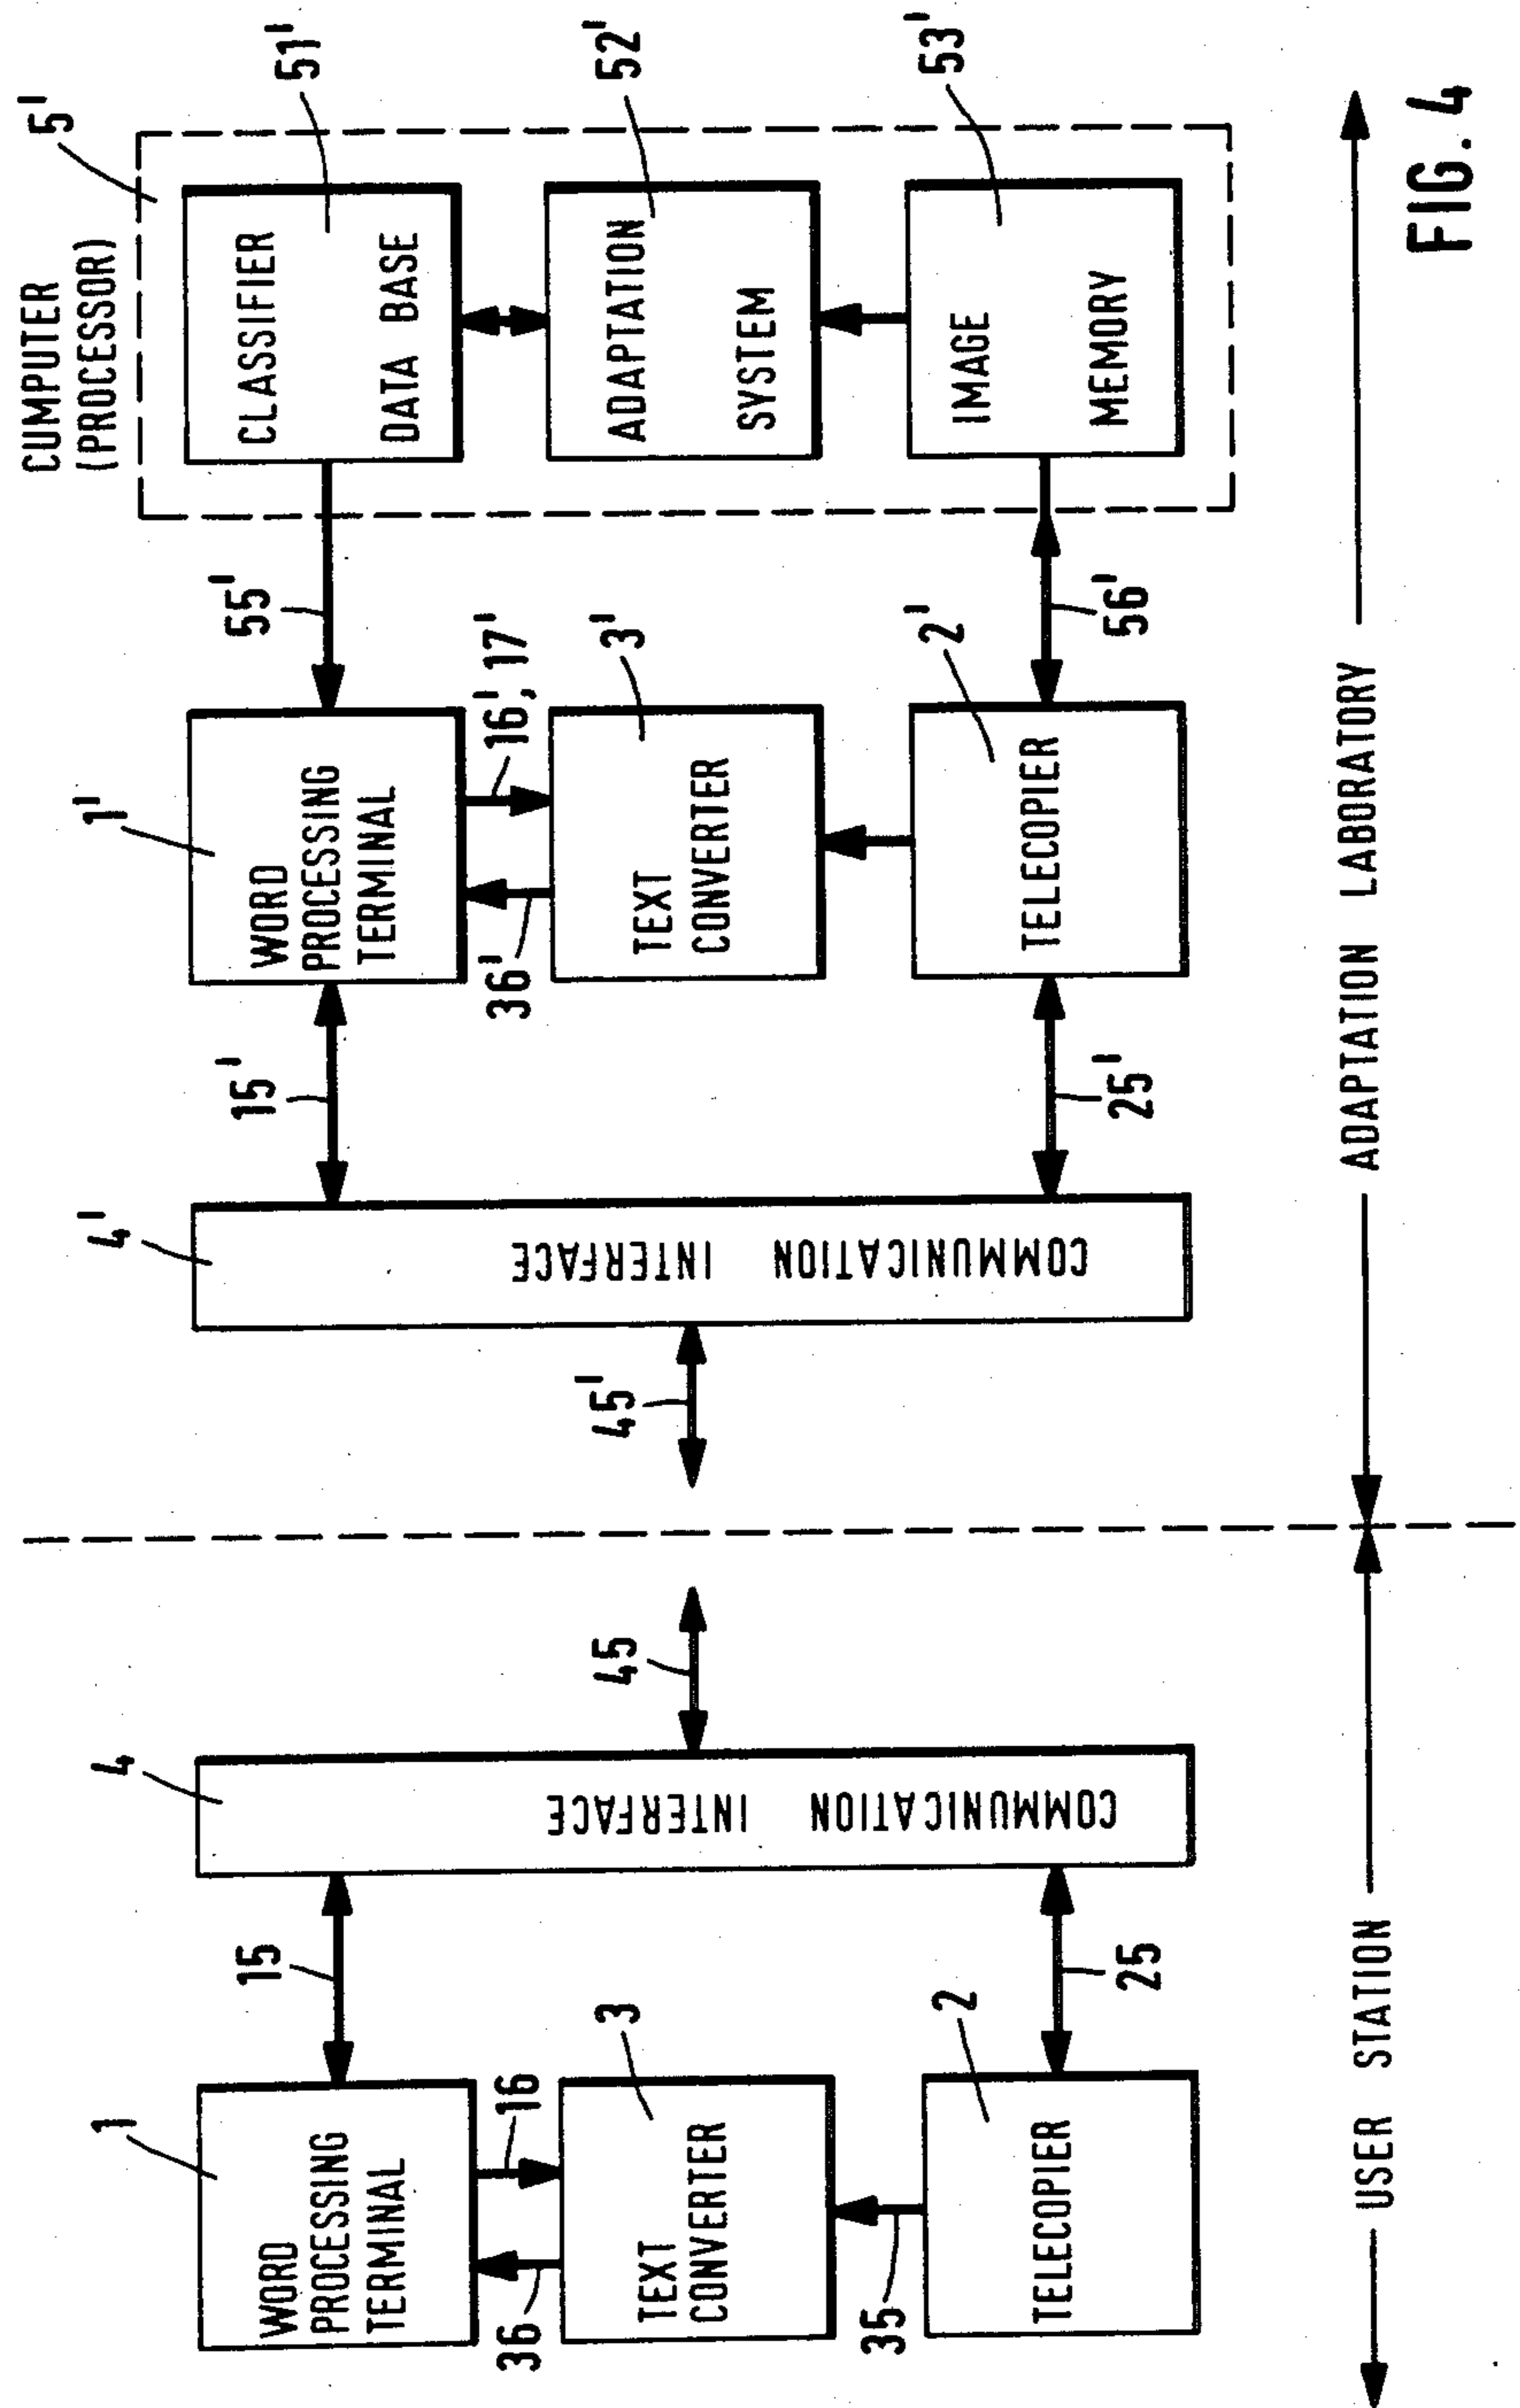 CUMPUTER
(PROCESSOR)
5'
CLASSIFIER
DATA BASE
51'
ADAPTATION
SYSTEM
52'
IMAGE
MEMORY
53'
55'
56'
1'
WORD
PROCESSING
TERMINAL
16', 17'
36'
3'
TEXT
CONVERTER
2'
TELECOPIER
15'
25'
4'
COMMUNICATION INTERFACE
45'
45
4
COMMUNICATION INTERFACE
15
25
1
WORD
PROCESSING
TERMINAL
16
36
3
TEXT
CONVERTER
35
2
TELECOPIER
USER STATION
ADAPTATION LABORATORY
FIG. 4